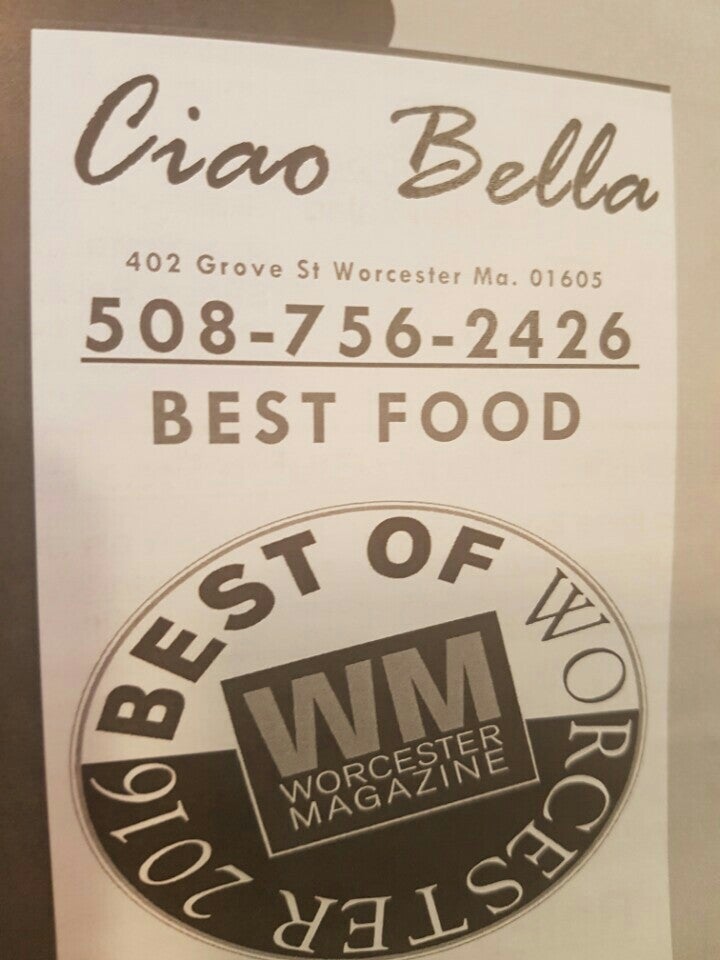 Ciao Bella
402 Grove St Worcester Ma. 01605
508-756-2426
BEST FOOD
BEST OF WORCESTER 2016
WM
WORCESTER
MAGAZINE